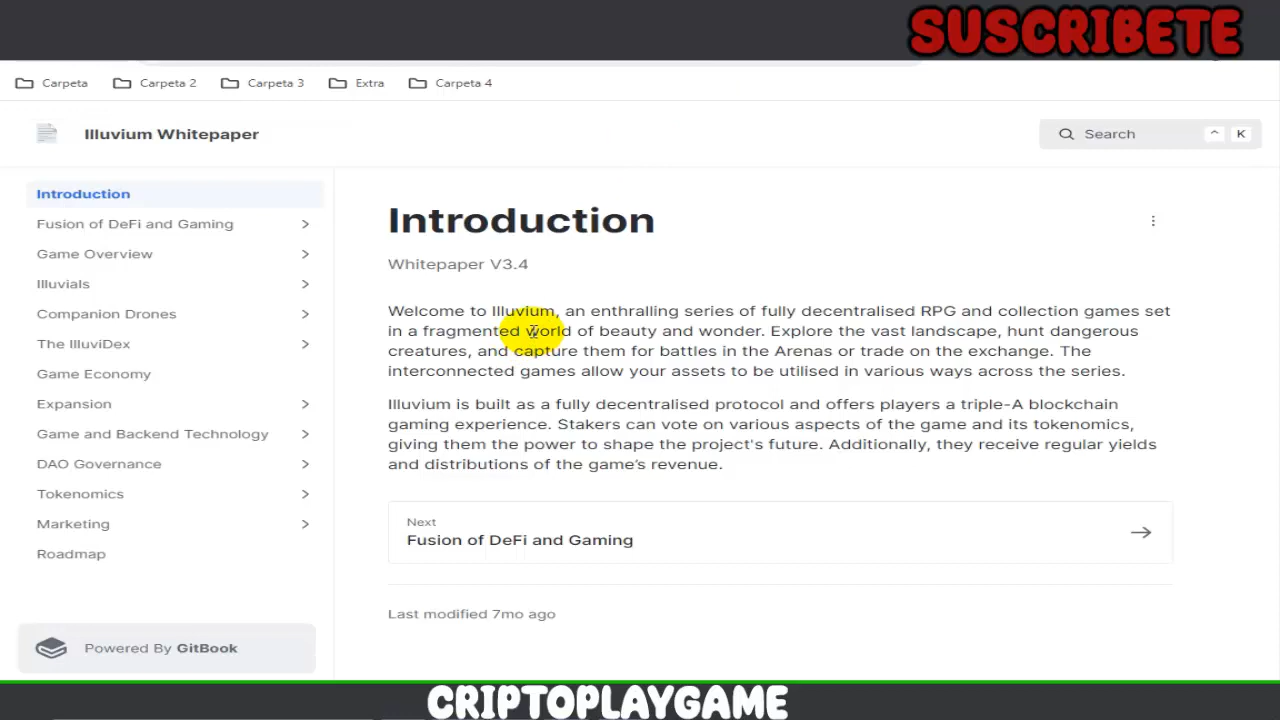 SUSCRIBETE
Carpeta
Carpeta 2
Carpeta 3
Extra
Carpeta 4
Illuvium Whitepaper
Search
^ K
Introduction
Fusion of DeFi and Gaming
Game Overview
Illuvials
Companion Drones
The IlluviDex
Game Economy
Expansion
Game and Backend Technology
DAO Governance
Tokenomics
Marketing
Roadmap
Powered By GitBook
Introduction
Whitepaper V3.4
Welcome to Illuvium, an enthralling series of fully decentralised RPG and collection games set
in a fragmented world of beauty and wonder. Explore the vast landscape, hunt dangerous
creatures, and capture them for battles in the Arenas or trade on the exchange. The
interconnected games allow your assets to be utilised in various ways across the series.
Illuvium is built as a fully decentralised protocol and offers players a triple-A blockchain
gaming experience. Stakers can vote on various aspects of the game and its tokenomics,
giving them the power to shape the project's future. Additionally, they receive regular yields
and distributions of the game’s revenue.
Next
Fusion of DeFi and Gaming
Last modified 7mo ago
CRIPTOPLAYGAME